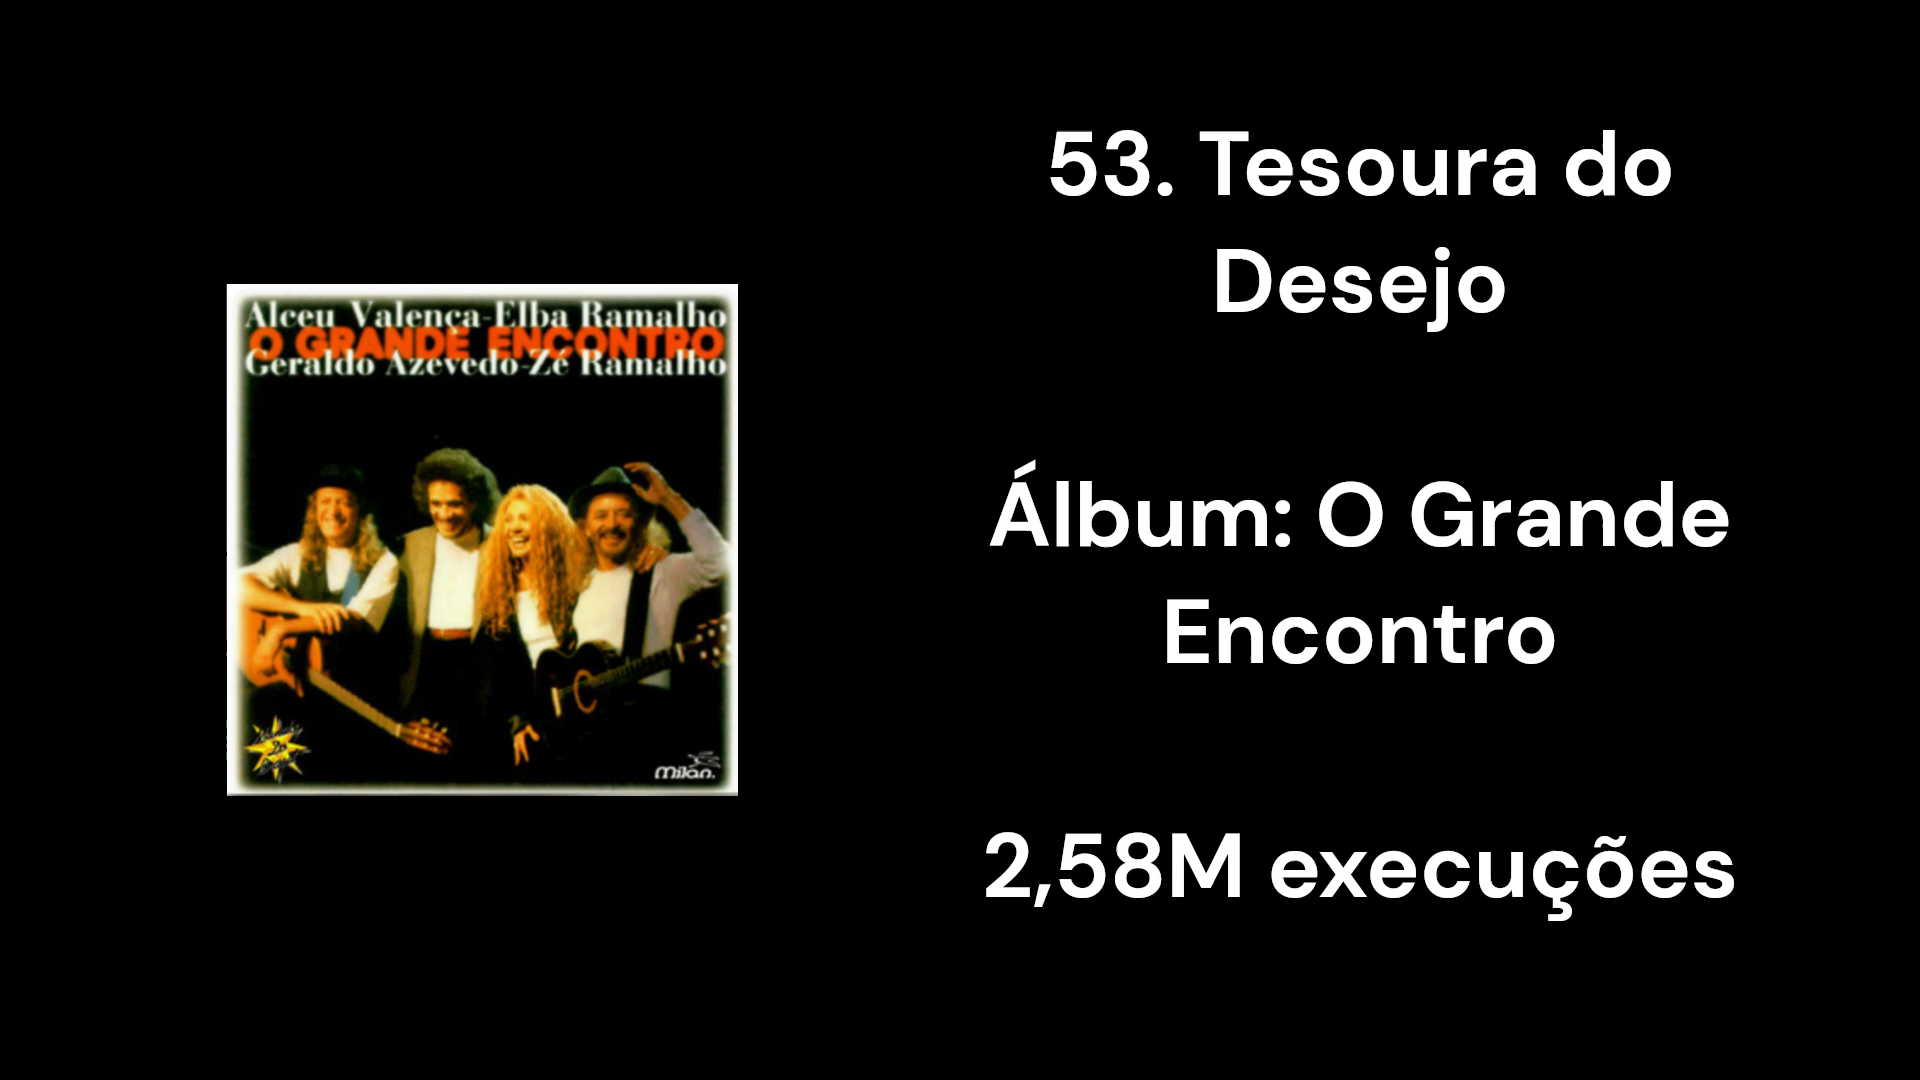 Alceu Valença-Elba Ramalho
O GRANDE ENCONTRO
Geraldo Azevedo-Zé Ramalho
milan.
53. Tesoura do
Desejo
Álbum: O Grande
Encontro
2,58M execuções